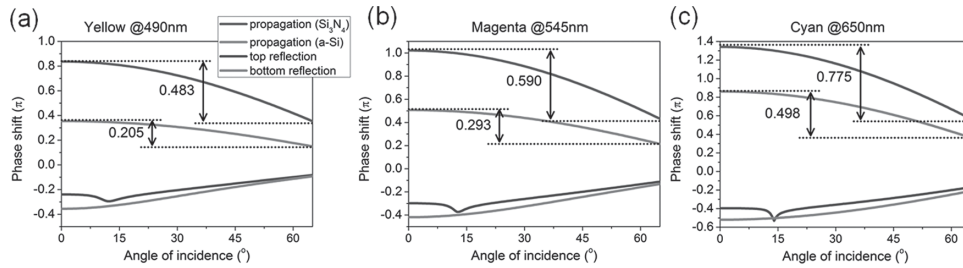 (a)
Yellow @490nm
propagation (Si3N4)
propagation (a-Si)
top reflection
bottom reflection
Phase shift (π)
1.0
0.8
0.6
0.4
0.2
0.0
-0.2
-0.4
0.483
0.205
0 15 30 45 60
Angle of incidence (o)
(b)
Magenta @545nm
Phase shift (π)
1.0
0.8
0.6
0.4
0.2
0.0
-0.2
-0.4
0.590
0.293
0 15 30 45 60
Angle of incidence (o)
(c)
Cyan @650nm
Phase shift (π)
1.4
1.2
1.0
0.8
0.6
0.4
0.2
0.0
-0.2
-0.4
-0.6
0.775
0.498
0 15 30 45 60
Angle of incidence (o)